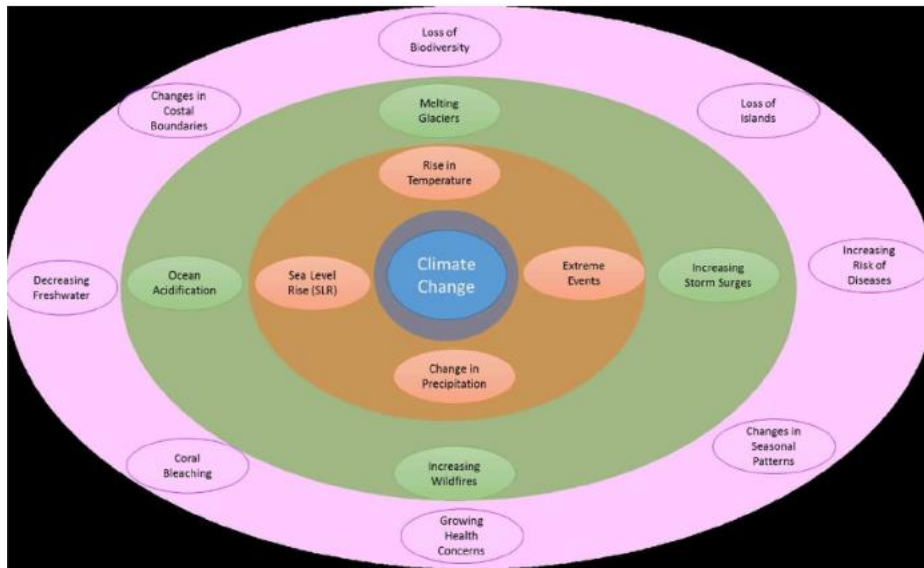 Loss of
Biodiversity
Changes in
Costal
Boundaries
Melting
Glaciers
Loss of
Islands
Rise in
Temperature
Climate
Change
Decreasing
Freshwater
Ocean
Acidification
Sea Level
Rise (SLR)
Extreme
Events
Increasing
Storm Surges
Increasing
Risk of
Diseases
Change in
Precipitation
Changes in
Seasonal
Patterns
Coral
Bleaching
Increasing
Wildfires
Growing
Health
Concerns